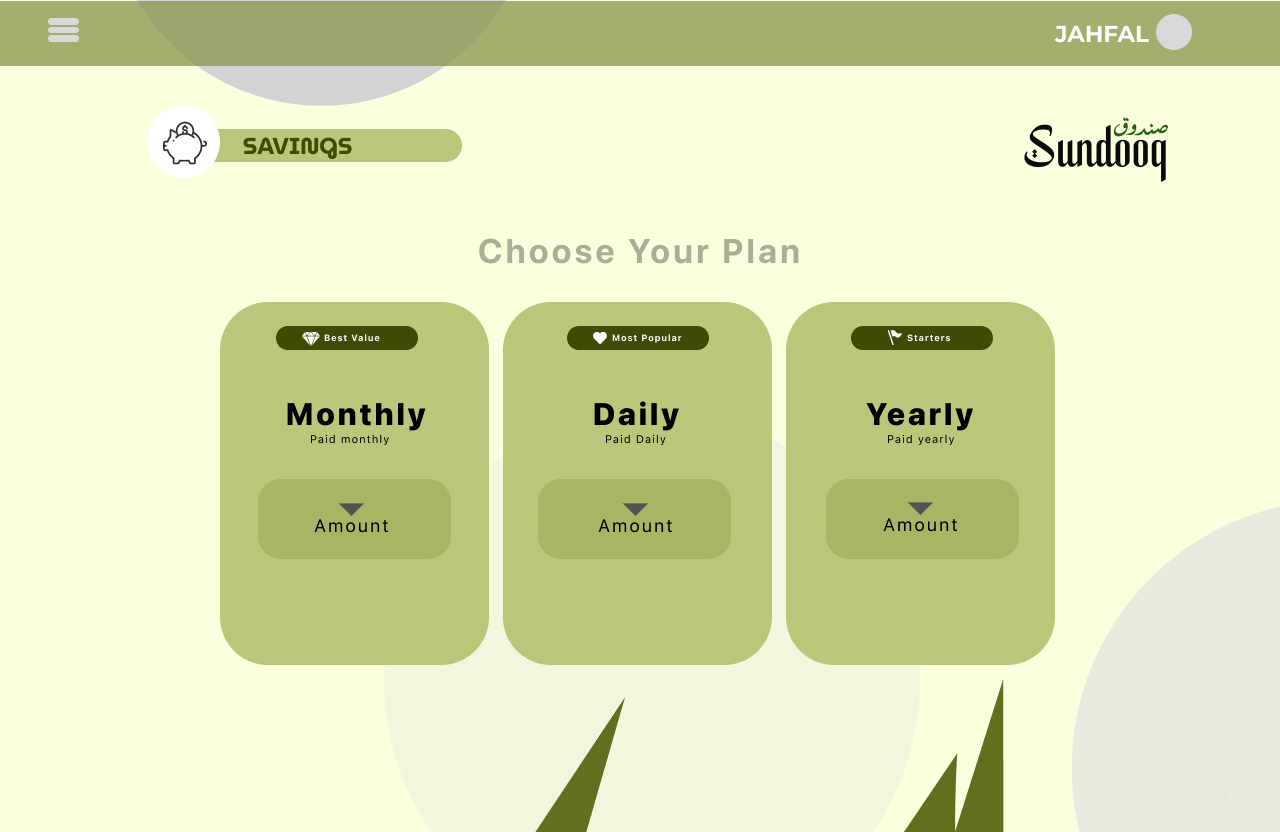 JAHFAL
SAVINGS
صندوق
Sundooq
Choose Your Plan
Best Value
Monthly
Paid monthly
Amount
Most Popular
Daily
Paid Daily
Amount
Starters
Yearly
Paid yearly
Amount